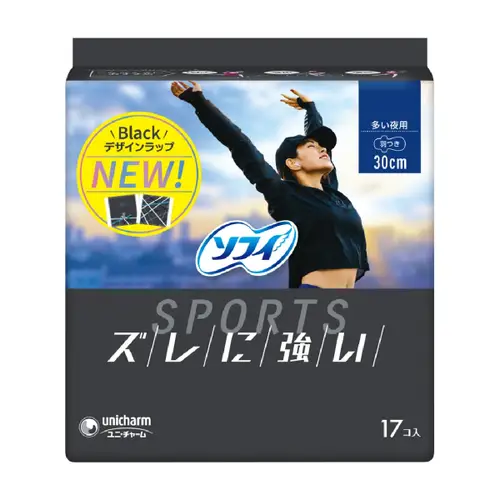 \Black/
デザインラップ
NEW!
多い夜用
羽つき
30cm
ソフィ
SPORTS
ズ/レ/に/強/い/
unicharm
ユニ・チャーム
17コ入